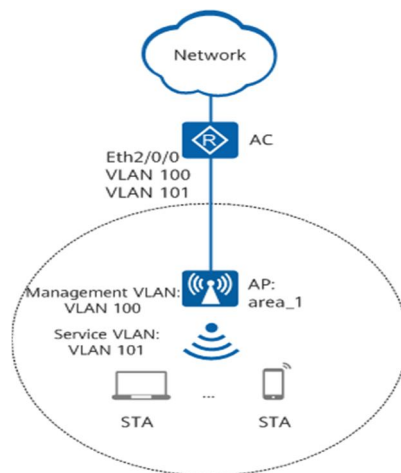 Network
R
AC
Eth2/0/0
VLAN 100
VLAN 101
Management VLAN:
VLAN 100
AP:
area_1
Service VLAN:
VLAN 101
...
STA
STA